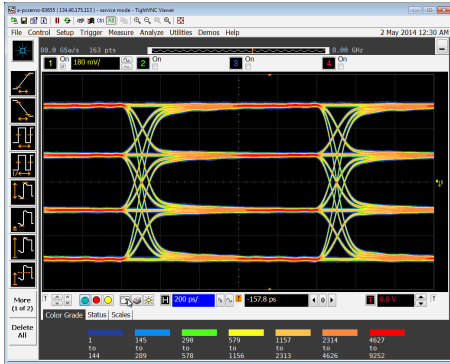 a-pczerno-83655 (134.40.175.113) - service mode - TightVNC Viewer
File Control Setup Trigger Measure Analyze Utilities Demos Help 2 May 2014 12:30 AM
80.0 GSa/s 163 pts 8.00 GHz
1 On 180 mV/ 2 On 3 On 4 On
More
(1 of 2)
Delete
All
H 200 ps/ -157.8 ps 0 T 0.0 V
Color Grade Status Scales
1 145 290 579 1157 2314 4627
to to to to to to to
144 289 578 1156 2313 4626 9252